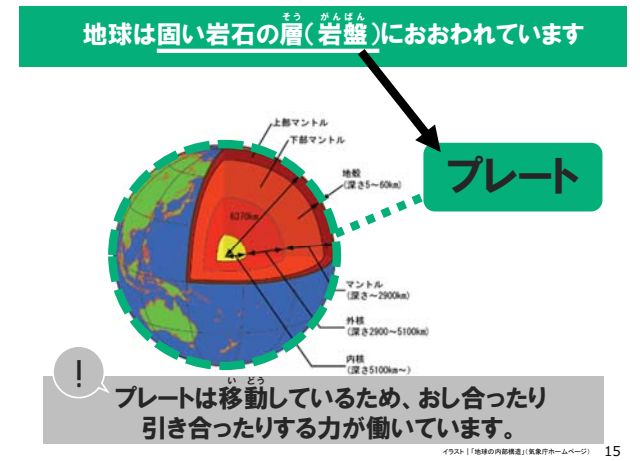 地球は固い岩石の層(岩盤)におおわれています
そう がんばん
プレート
上部マントル
下部マントル
地殻
(深さ5～60km)
6370km
マントル
(深さ～2900km)
外核
(深さ2900～5100km)
内核
(深さ5100km～)
!
い どう
プレートは移動しているため、おし合ったり
引き合ったりする力が働いています。
イラスト|「地球の内部構造」(気象庁ホームページ) 15